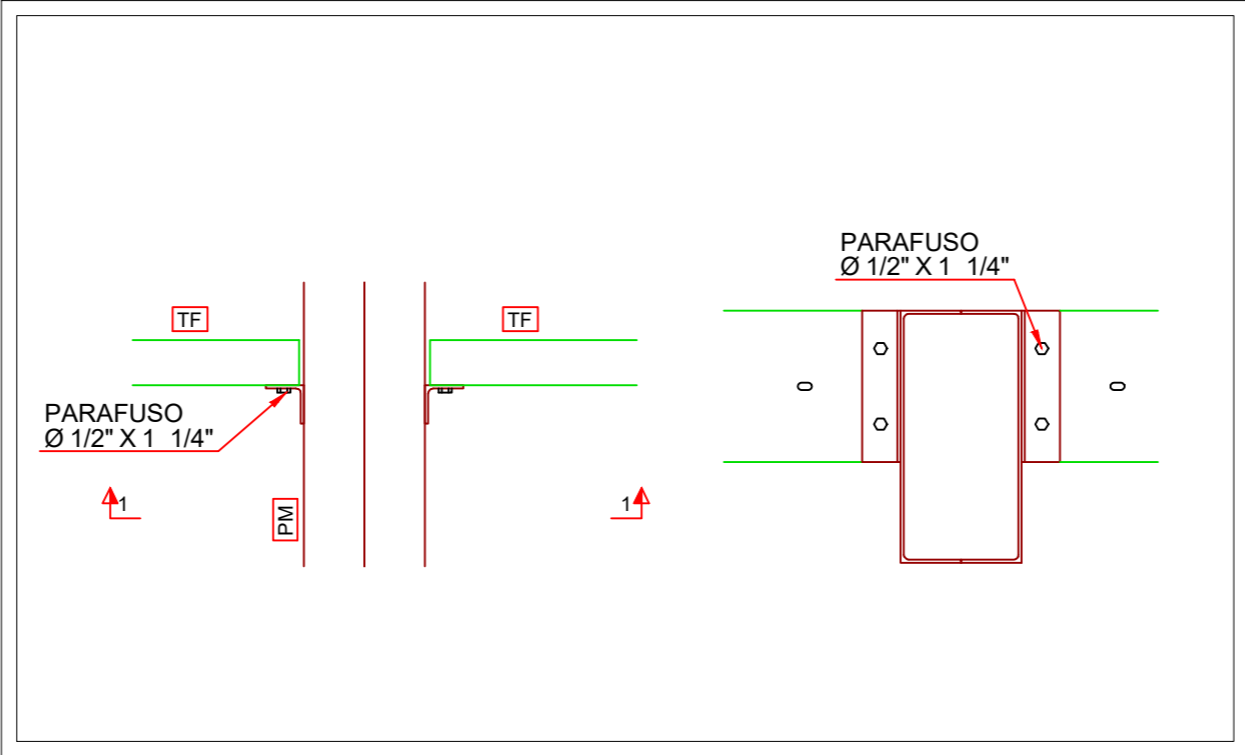 TF
TF
PARAFUSO
Ø 1/2" X 1 1/4"
1
PM
1
PARAFUSO
Ø 1/2" X 1 1/4"